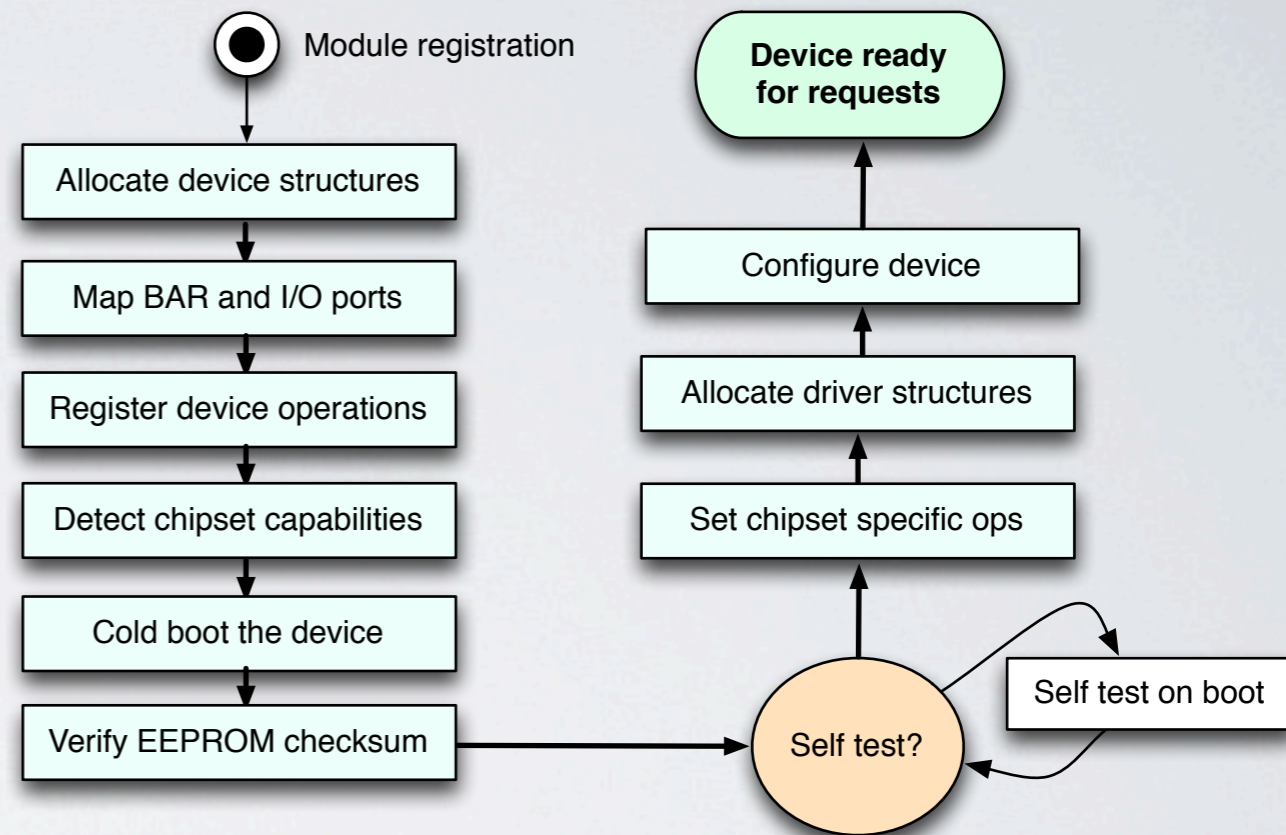 Module registration
Allocate device structures
Map BAR and I/O ports
Register device operations
Detect chipset capabilities
Cold boot the device
Verify EEPROM checksum
Self test?
Self test on boot
Set chipset specific ops
Allocate driver structures
Configure device
Device ready
for requests